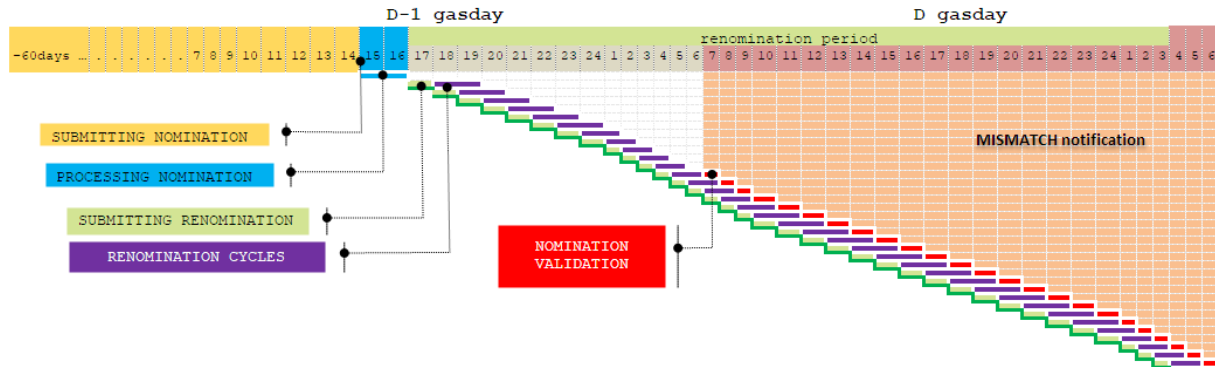 D-1 gasday D gasday
renomination period
-60days ... . . . . . . 7 8 9 10 11 12 13 14 15 16 17 18 19 20 21 22 23 24 1 2 3 4 5 6 7 8 9 10 11 12 13 14 15 16 17 18 19 20 21 22 23 24 1 2 3 4 5 6
SUBMITTING NOMINATION
MISMATCH notification
PROCESSING NOMINATION
SUBMITTING RENOMINATION
RENOMINATION CYCLES
NOMINATION
VALIDATION